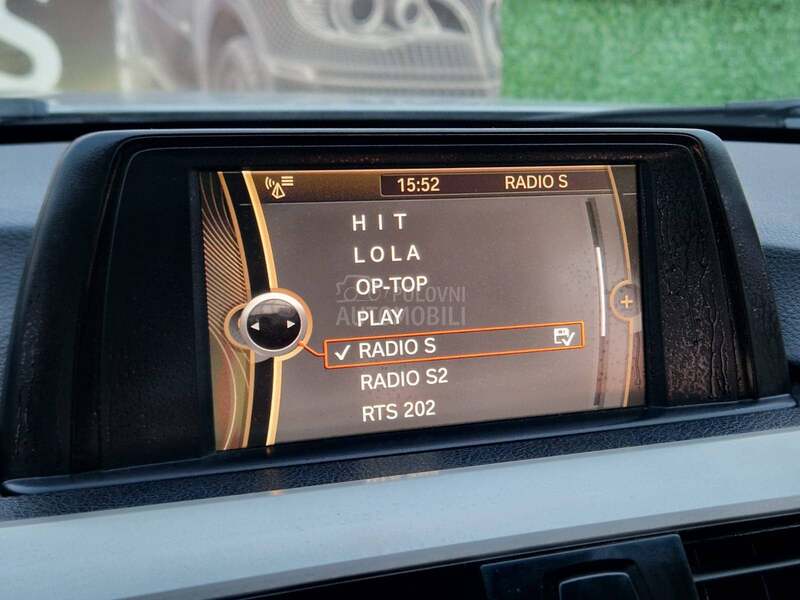 S
15:52 RADIO S
HIT
LOLA
OP-TOP
PLAY
RADIO S
RADIO S2
RTS 202
POLOVNI
AUTOMOBILI